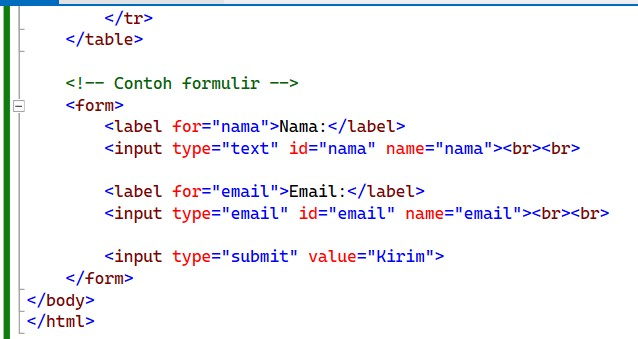 </tr>
</table>
<!-- Contoh formulir -->
<form>
<label for="nama">Nama:</label>
<input type="text" id="nama" name="nama"><br><br>
<label for="email">Email:</label>
<input type="email" id="email" name="email"><br><br>
<input type="submit" value="Kirim">
</form>
</body>
</html>